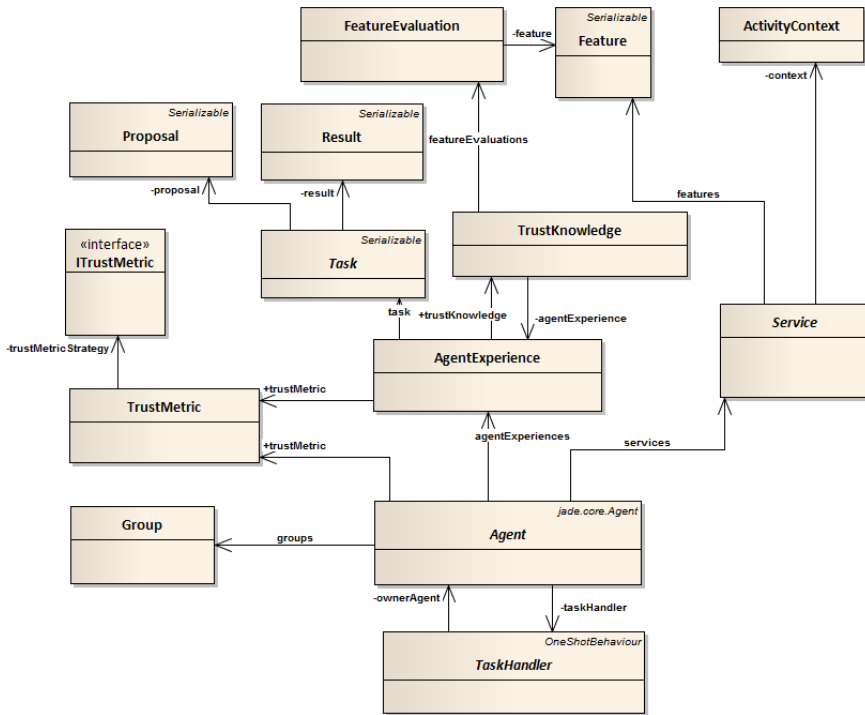 FeatureEvaluation
-feature
Serializable
Feature
ActivityContext
-context
Serializable
Proposal
Serializable
Result
featureEvaluations
-proposal
-result
features
«interface»
ITrustMetric
Serializable
Task
TrustKnowledge
task
+trustKnowledge
-agentExperience
Service
-trustMetricStrategy
AgentExperience
TrustMetric
+trustMetric
+trustMetric
agentExperiences
services
Group
groups
jade.core.Agent
Agent
-ownerAgent
-taskHandler
OneShotBehaviour
TaskHandler